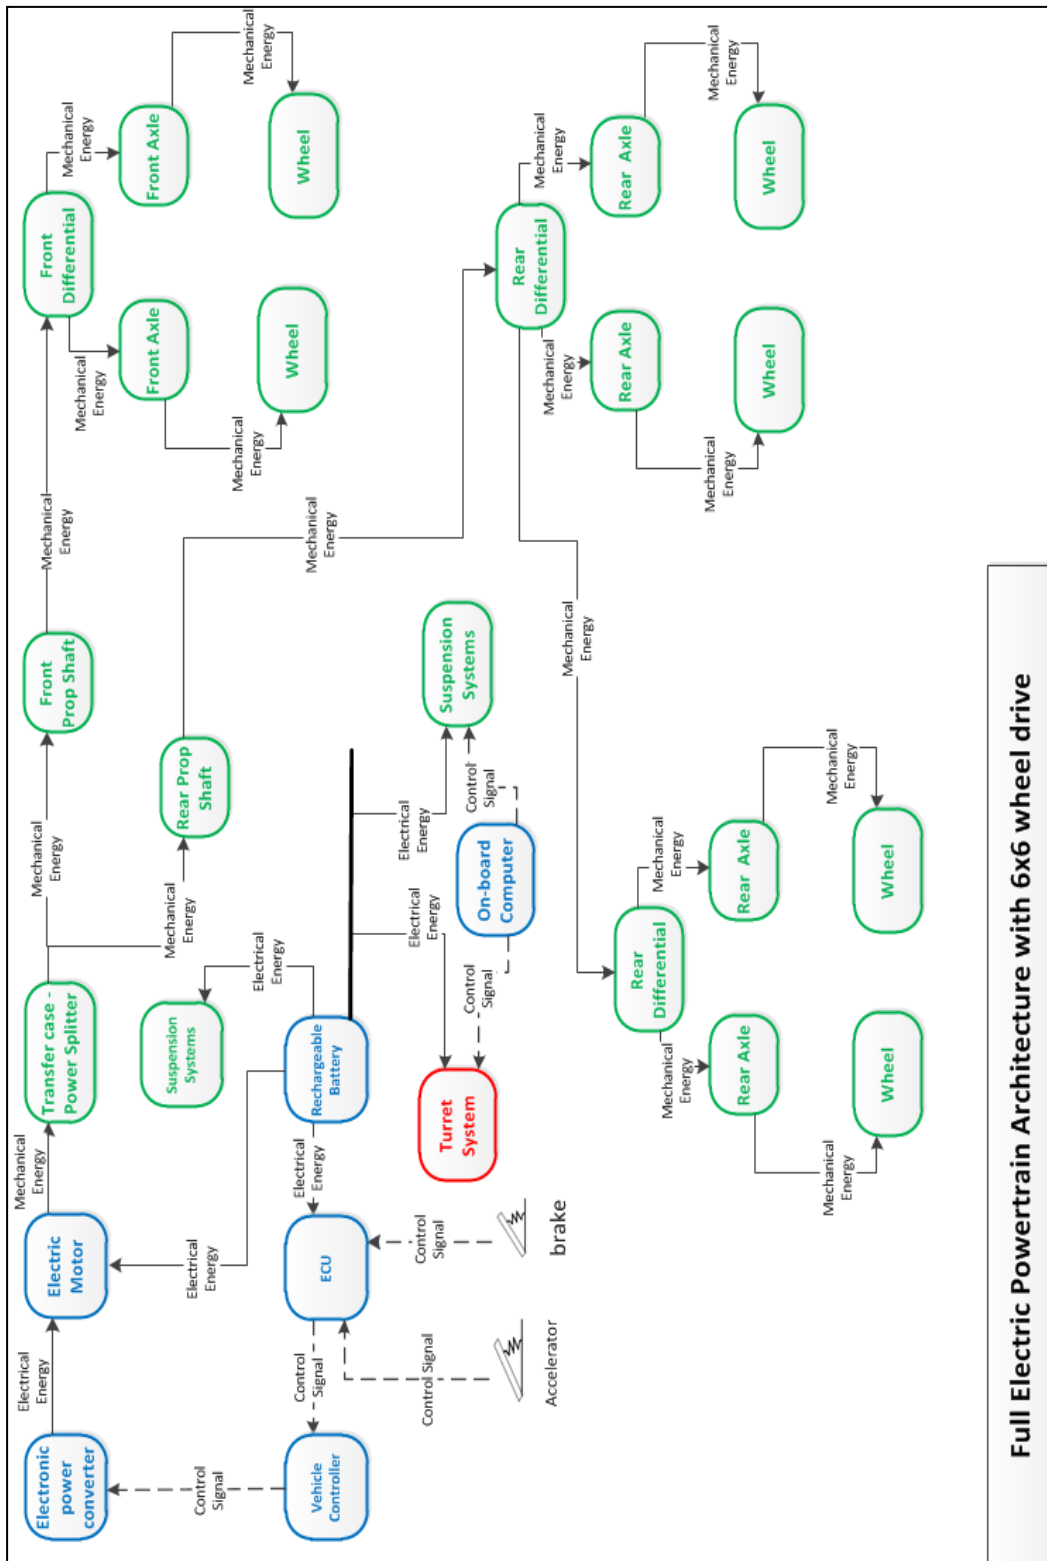 Electronic
power
converter
Electrical
Energy
Electric
Motor
Mechanical
Energy
Transfer case -
Power Splitter
Mechanical
Energy
Front
Prop Shaft
Mechanical
Energy
Front
Differential
Mechanical
Energy
Front Axle
Mechanical
Energy
Wheel
Mechanical
Energy
Front Axle
Mechanical
Energy
Wheel
Mechanical
Energy
Rear Prop
Shaft
Mechanical
Energy
Suspension
Systems
Electrical
Energy
Electrical
Energy
Control
Signal
Vehicle
Controller
Control
Signal
ECU
Electrical
Energy
Rechargeable
Battery
Control Signal
Accelerator
Control
Signal
brake
Turret
System
Electrical
Energy
Control
Signal
On-board
Computer
Electrical
Energy
Control
Signal
Suspension
Systems
Rear
Differential
Mechanical
Energy
Rear Axle
Mechanical
Energy
Wheel
Mechanical
Energy
Rear Axle
Mechanical
Energy
Wheel
Mechanical
Energy
Rear
Differential
Mechanical
Energy
Rear Axle
Mechanical
Energy
Wheel
Mechanical
Energy
Rear Axle
Mechanical
Energy
Wheel
Full Electric Powertrain Architecture with 6x6 wheel drive